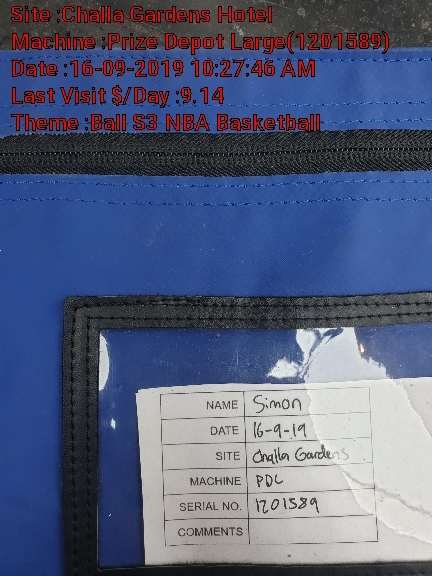 Site :Challa Gardens Hotel
Machine :Prize Depot Large(1201589)
Date :16-09-2019 10:27:46 AM
Last Visit $/Day :9.14
Theme :Ball S3 NBA Basketball
NAME Simon
DATE 16-9-19
SITE Challa Gardens
MACHINE PDL
SERIAL NO. 1201589
COMMENTS